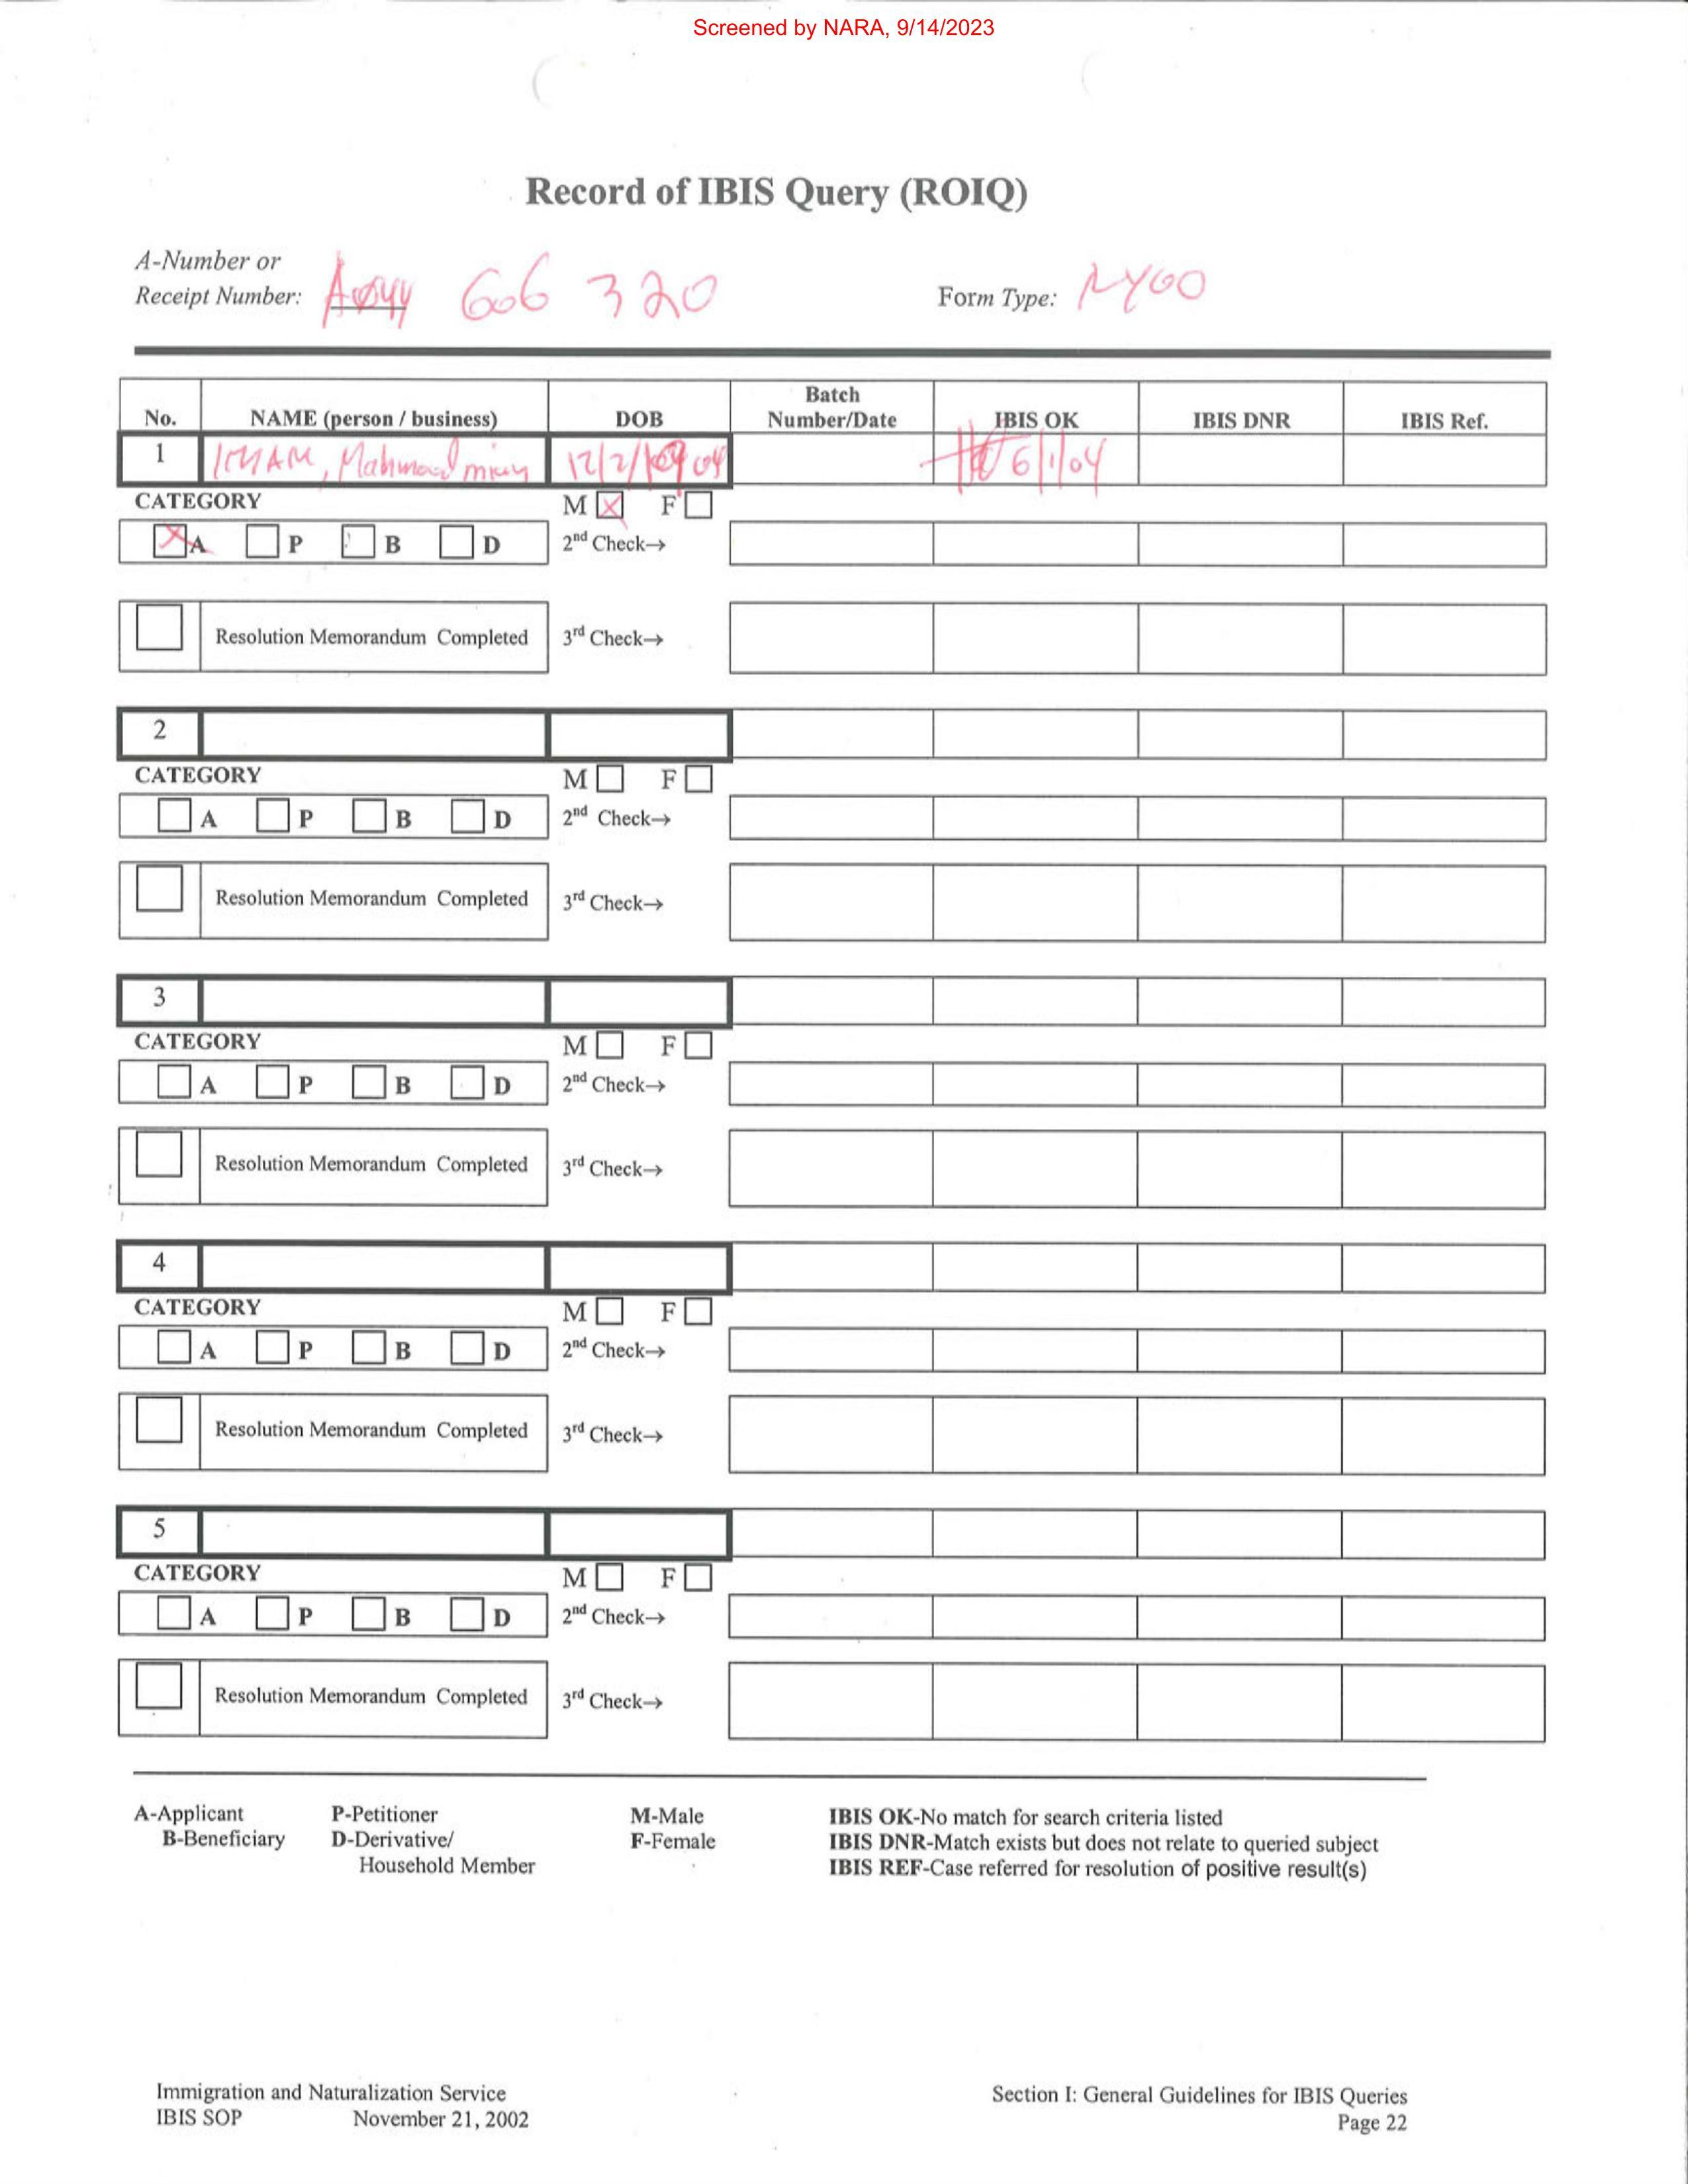 Screened by NARA, 9/14/2023
Record of IBIS Query (ROIQ)
A-Number or
Receipt Number: A044 606 320 Form Type: N400
No. NAME (person / business) DOB Batch Number/Date IBIS OK IBIS DNR IBIS Ref.
1 IMAM, Mahmood 12/2/ 6/1/04
CATEGORY M X F
X A P B D 2nd Check→
Resolution Memorandum Completed 3rd Check→
2
CATEGORY M F
A P B D 2nd Check→
Resolution Memorandum Completed 3rd Check→
3
CATEGORY M F
A P B D 2nd Check→
Resolution Memorandum Completed 3rd Check→
4
CATEGORY M F
A P B D 2nd Check→
Resolution Memorandum Completed 3rd Check→
5
CATEGORY M F
A P B D 2nd Check→
Resolution Memorandum Completed 3rd Check→
A-Applicant P-Petitioner M-Male IBIS OK-No match for search criteria listed
B-Beneficiary D-Derivative/ F-Female IBIS DNR-Match exists but does not relate to queried subject
Household Member IBIS REF-Case referred for resolution of positive result(s)
Immigration and Naturalization Service Section I: General Guidelines for IBIS Queries
IBIS SOP November 21, 2002 Page 22